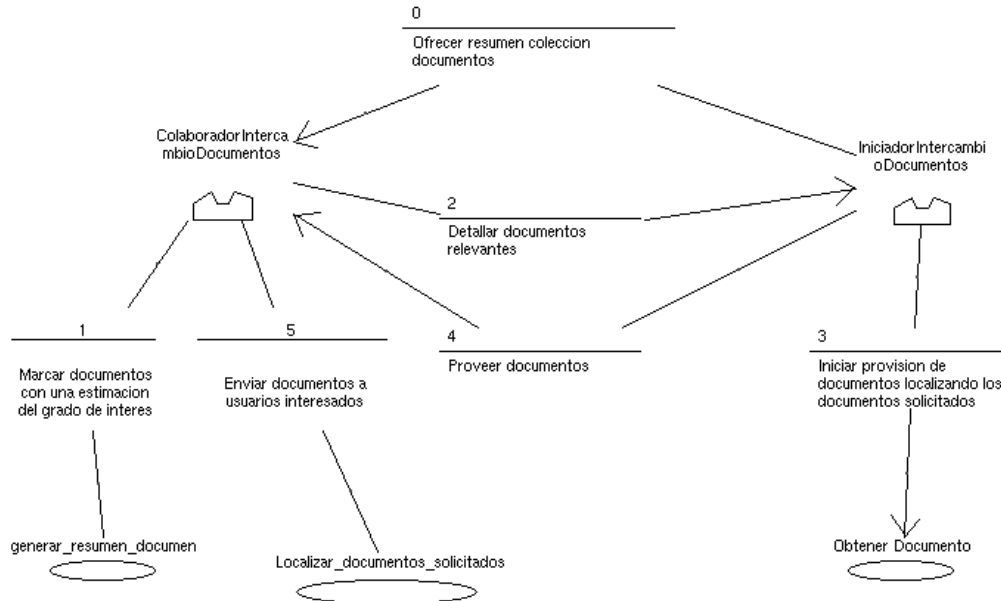 0
Ofrecer resumen coleccion
documentos
ColaboradorInterca
mbioDocumentos
IniciadorIntercambi
oDocumentos
2
Detallar documentos
relevantes
1
Marcar documentos
con una estimacion
del grado de interes
5
Enviar documentos a
usuarios interesados
4
Proveer documentos
3
Iniciar provision de
documentos localizando los
documentos solicitados
generar_resumen_documen
Localizar_documentos_solicitados
Obtener Documento